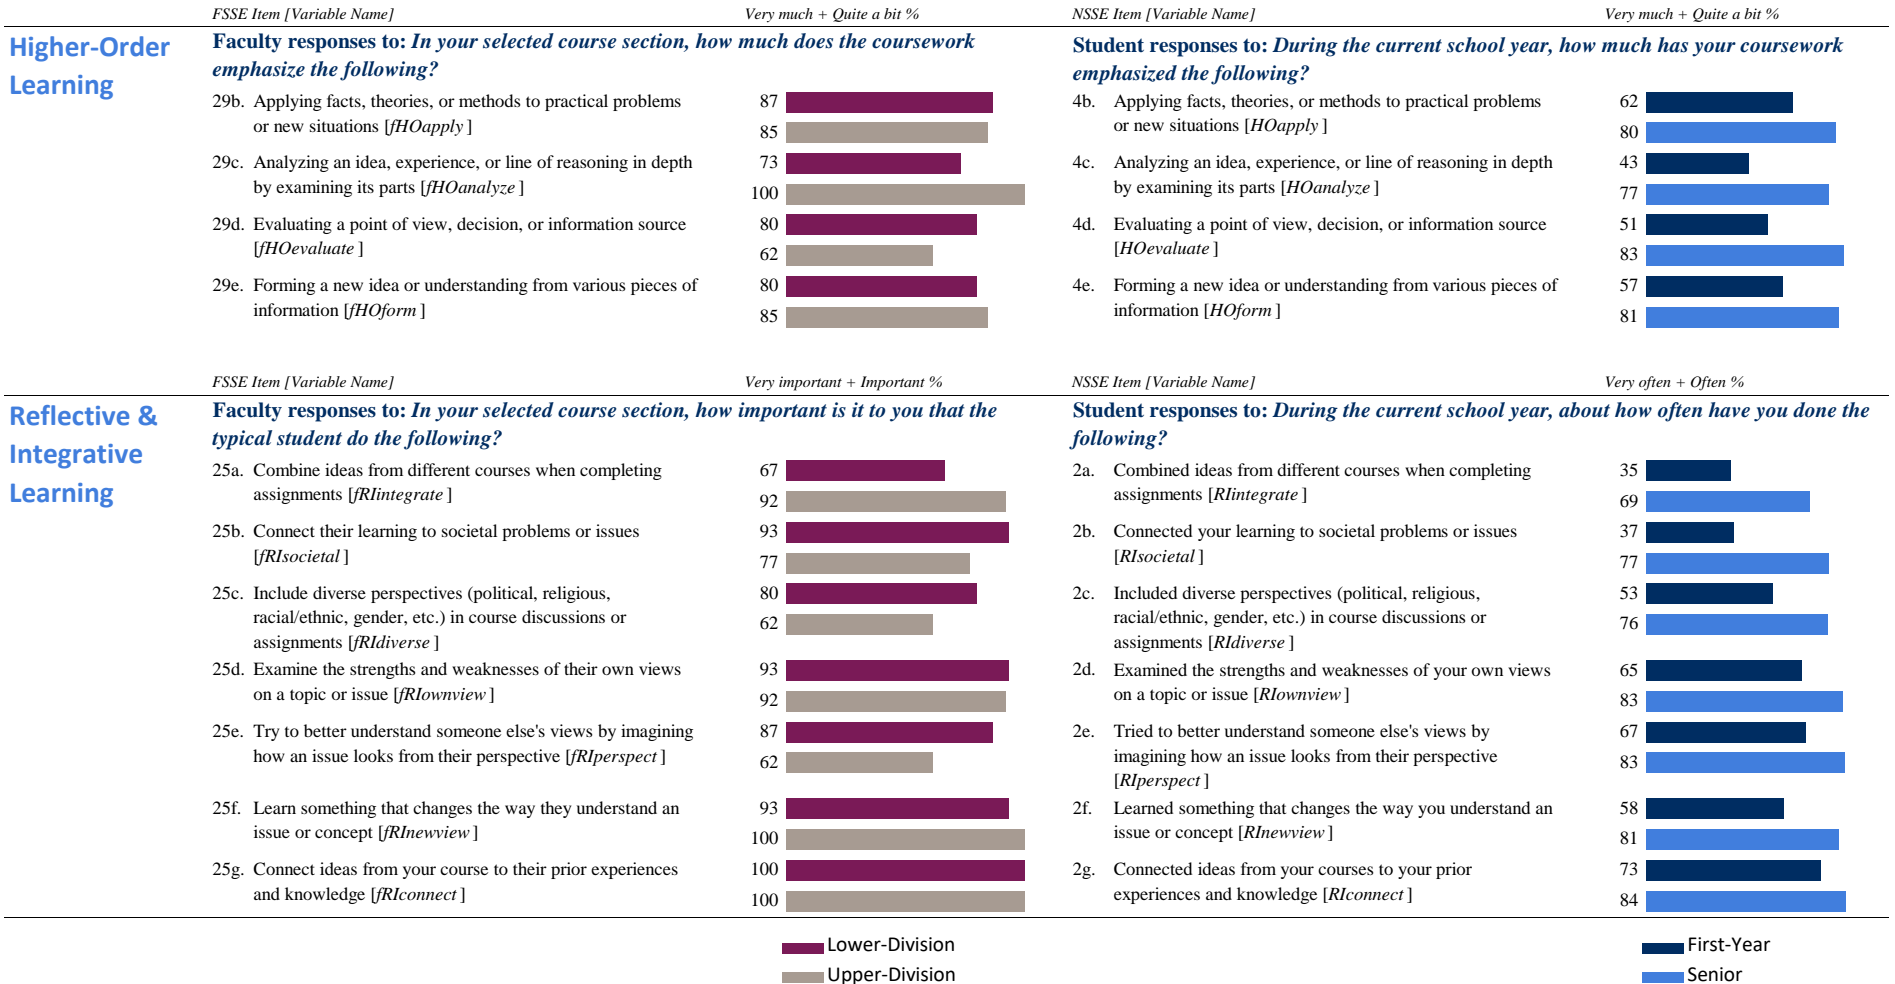 FSSE Item [Variable Name] Very much + Quite a bit % NSSE Item [Variable Name] Very much + Quite a bit %
Higher-Order
Learning
Faculty responses to: In your selected course section, how much does the coursework
emphasize the following?
29b. Applying facts, theories, or methods to practical problems
or new situations [fHOapply]
87
85
29c. Analyzing an idea, experience, or line of reasoning in depth
by examining its parts [fHOanalyze]
73
100
29d. Evaluating a point of view, decision, or information source
[fHOevaluate]
80
62
29e. Forming a new idea or understanding from various pieces of
information [fHOform]
80
85
Student responses to: During the current school year, how much has your coursework
emphasized the following?
4b. Applying facts, theories, or methods to practical problems
or new situations [HOapply]
62
80
4c. Analyzing an idea, experience, or line of reasoning in depth
by examining its parts [HOanalyze]
43
77
4d. Evaluating a point of view, decision, or information source
[HOevaluate]
51
83
4e. Forming a new idea or understanding from various pieces of
information [HOform]
57
81
FSSE Item [Variable Name] Very important + Important % NSSE Item [Variable Name] Very often + Often %
Reflective &
Integrative
Learning
Faculty responses to: In your selected course section, how important is it to you that the
typical student do the following?
25a. Combine ideas from different courses when completing
assignments [fRIintegrate]
67
92
25b. Connect their learning to societal problems or issues
[fRIsocietal]
93
77
25c. Include diverse perspectives (political, religious,
racial/ethnic, gender, etc.) in course discussions or
assignments [fRIdiverse]
80
62
25d. Examine the strengths and weaknesses of their own views
on a topic or issue [fRIownview]
93
92
25e. Try to better understand someone else's views by imagining
how an issue looks from their perspective [fRIperspect]
87
62
25f. Learn something that changes the way they understand an
issue or concept [fRInewview]
93
100
25g. Connect ideas from your course to their prior experiences
and knowledge [fRIconnect]
100
100
Student responses to: During the current school year, about how often have you done the
following?
2a. Combined ideas from different courses when completing
assignments [RIintegrate]
35
69
2b. Connected your learning to societal problems or issues
[RIsocietal]
37
77
2c. Included diverse perspectives (political, religious,
racial/ethnic, gender, etc.) in course discussions or
assignments [RIdiverse]
53
76
2d. Examined the strengths and weaknesses of your own views
on a topic or issue [RIownview]
65
83
2e. Tried to better understand someone else's views by
imagining how an issue looks from their perspective
[RIperspect]
67
83
2f. Learned something that changes the way you understand an
issue or concept [RInewview]
58
81
2g. Connected ideas from your courses to your prior
experiences and knowledge [RIconnect]
73
84
Lower-Division
Upper-Division
First-Year
Senior